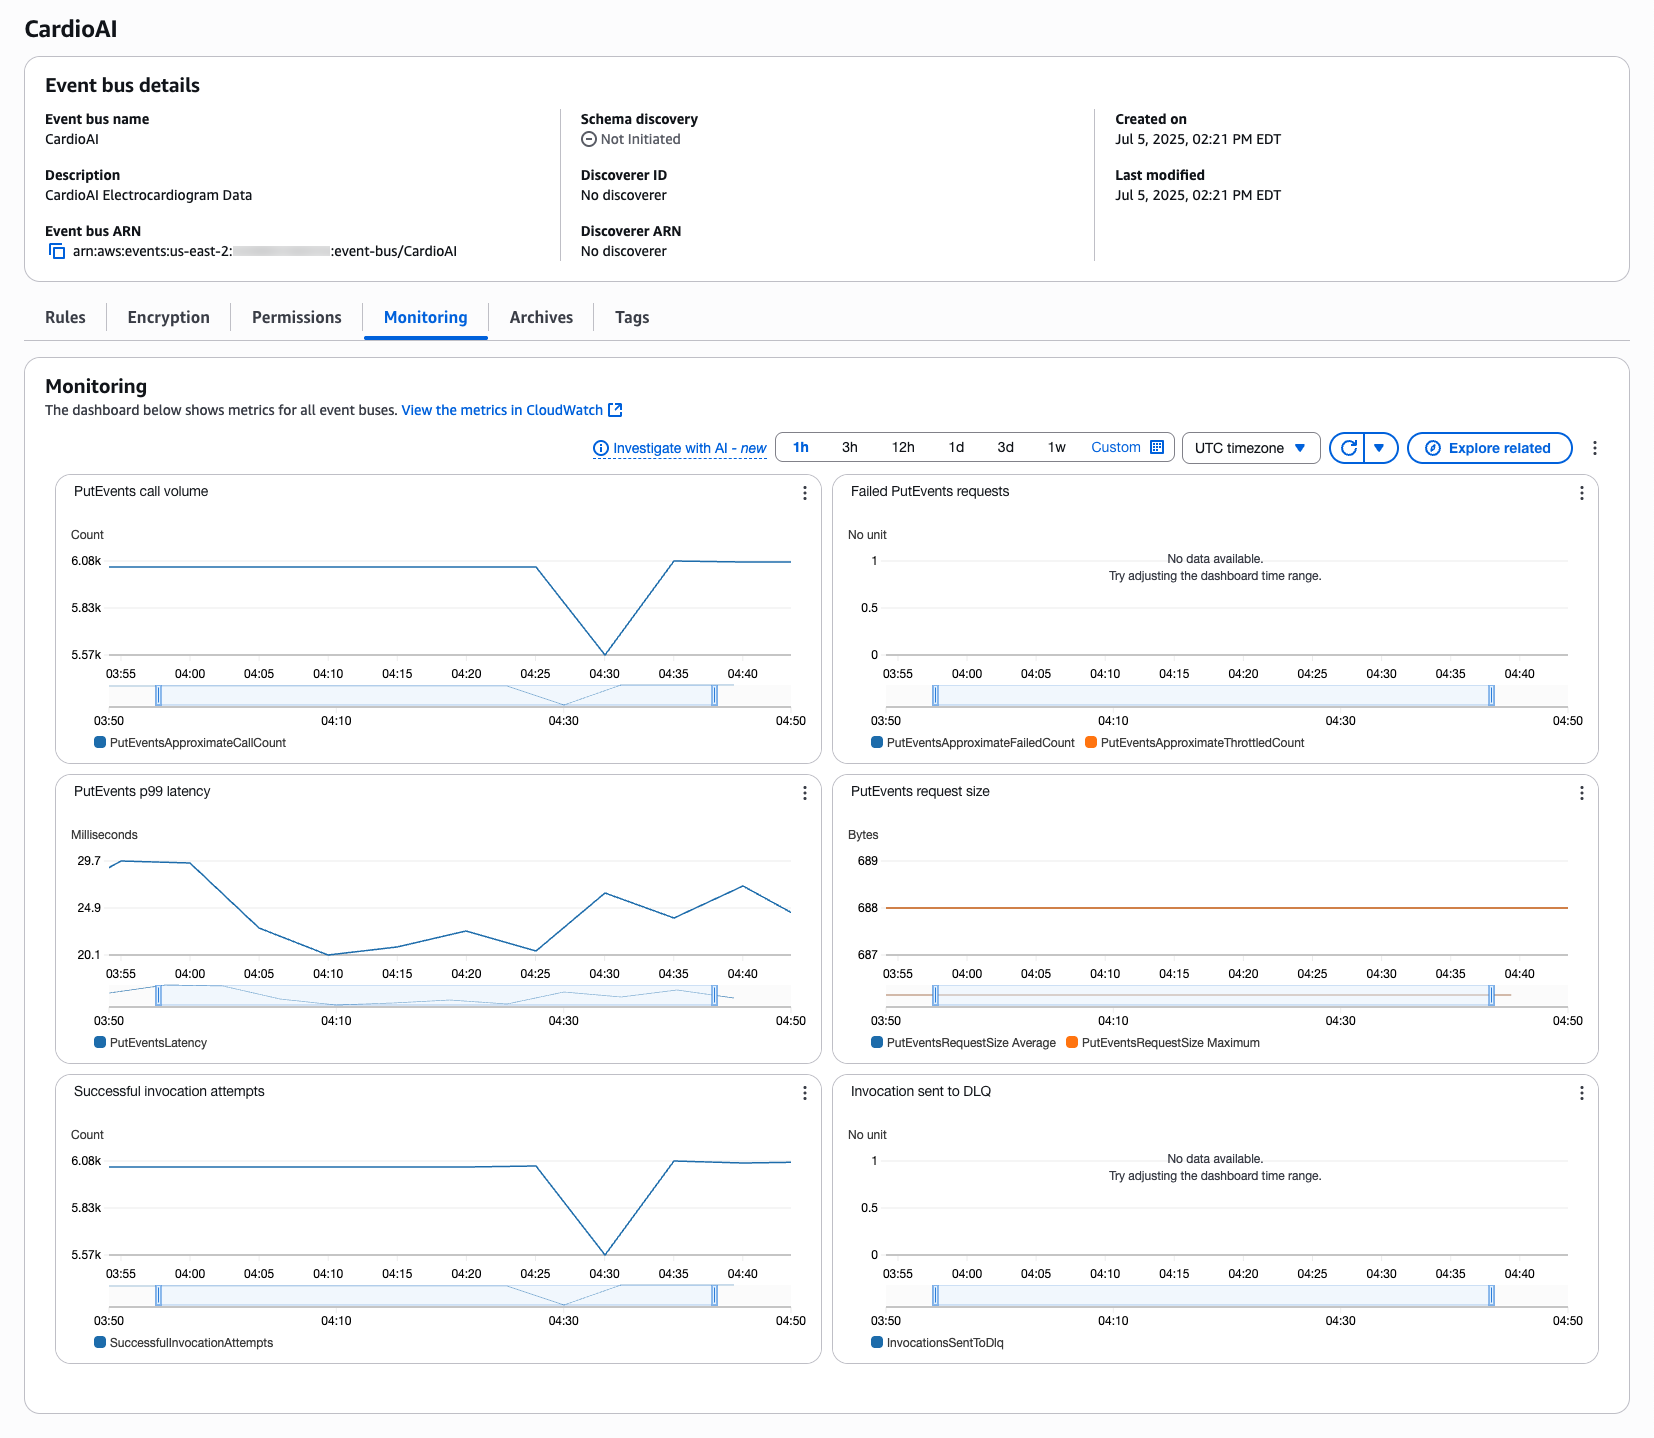 CardioAI
Event bus details
Event bus name
CardioAI
Description
CardioAI Electrocardiogram Data
Event bus ARN
arn:aws:events:us-east-2: :event-bus/CardioAI
Schema discovery
Not Initiated
Discoverer ID
No discoverer
Discoverer ARN
No discoverer
Created on
Jul 5, 2025, 02:21 PM EDT
Last modified
Jul 5, 2025, 02:21 PM EDT
Rules Encryption Permissions Monitoring Archives Tags
Monitoring
The dashboard below shows metrics for all event buses. View the metrics in CloudWatch
Investigate with AI - new 1h 3h 12h 1d 3d 1w Custom UTC timezone Explore related
PutEvents call volume
Count
6.08k
5.83k
5.57k
03:55 04:00 04:05 04:10 04:15 04:20 04:25 04:30 04:35 04:40
03:50 04:10 04:30 04:50
PutEventsApproximateCallCount
Failed PutEvents requests
No unit
No data available.
Try adjusting the dashboard time range.
1
0.5
0
03:55 04:00 04:05 04:10 04:15 04:20 04:25 04:30 04:35 04:40
03:50 04:10 04:30 04:50
PutEventsApproximateFailedCount PutEventsApproximateThrottledCount
PutEvents p99 latency
Milliseconds
29.7
24.9
20.1
03:55 04:00 04:05 04:10 04:15 04:20 04:25 04:30 04:35 04:40
03:50 04:10 04:30 04:50
PutEventsLatency
PutEvents request size
Bytes
689
688
687
03:55 04:00 04:05 04:10 04:15 04:20 04:25 04:30 04:35 04:40
03:50 04:10 04:30 04:50
PutEventsRequestSize Average PutEventsRequestSize Maximum
Successful invocation attempts
Count
6.08k
5.83k
5.57k
03:55 04:00 04:05 04:10 04:15 04:20 04:25 04:30 04:35 04:40
03:50 04:10 04:30 04:50
SuccessfulInvocationAttempts
Invocation sent to DLQ
No unit
No data available.
Try adjusting the dashboard time range.
1
0.5
0
03:55 04:00 04:05 04:10 04:15 04:20 04:25 04:30 04:35 04:40
03:50 04:10 04:30 04:50
InvocationsSentToDlq